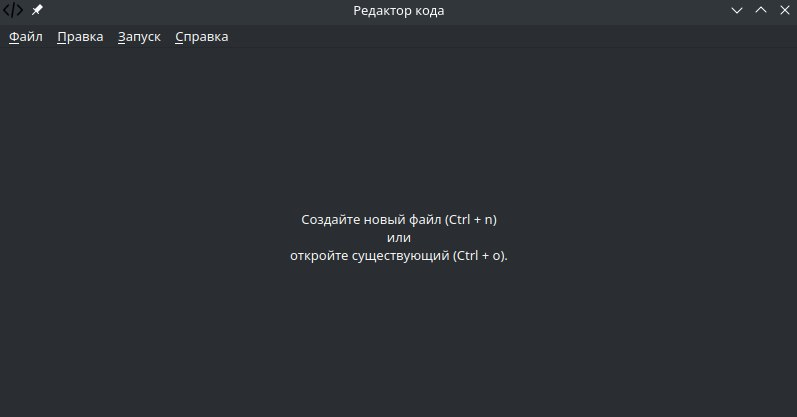 Редактор кода
Файл Правка Запуск Справка
Создайте новый файл (Ctrl + n)
или
откройте существующий (Ctrl + o).